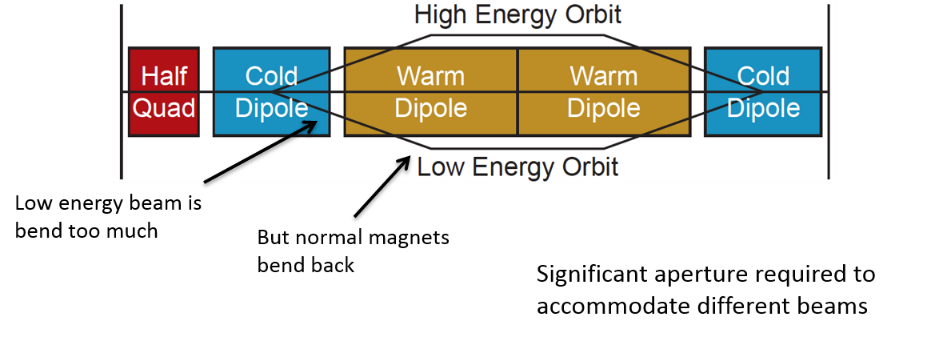 High Energy Orbit
Half
Quad
Cold
Dipole
Warm
Dipole
Warm
Dipole
Cold
Dipole
Low Energy Orbit
Low energy beam is
bend too much
But normal magnets
bend back
Significant aperture required to
accommodate different beams